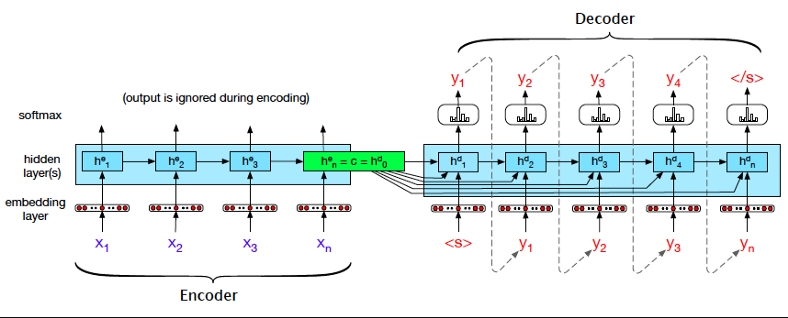 Decoder
y1 y2 y3 y4 </s>
softmax
(output is ignored during encoding)
hidden
layer(s)
he1 he2 he3 hen = c = hd0 hd1 hd2 hd3 hd4 hdn
embedding
layer
x1 x2 x3 xn <s> y1 y2 y3 yn
Encoder